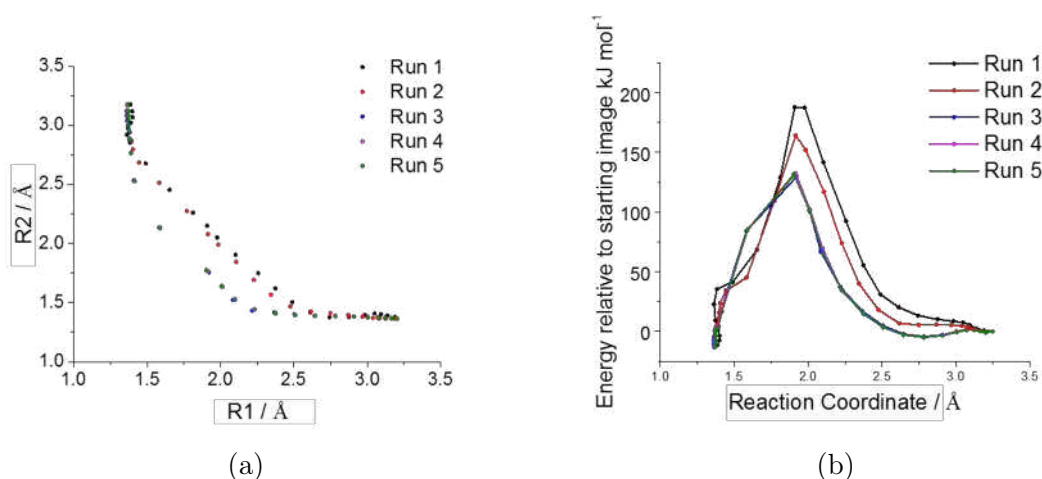 3.5
3.0
2.5
2.0
1.5
1.0
R2 / Å
1.0 1.5 2.0 2.5 3.0 3.5
R1 / Å
Run 1
Run 2
Run 3
Run 4
Run 5
(a)
Energy relative to starting image kJ mol⁻¹
200
150
100
50
0
1.0 1.5 2.0 2.5 3.0 3.5
Reaction Coordinate / Å
Run 1
Run 2
Run 3
Run 4
Run 5
(b)